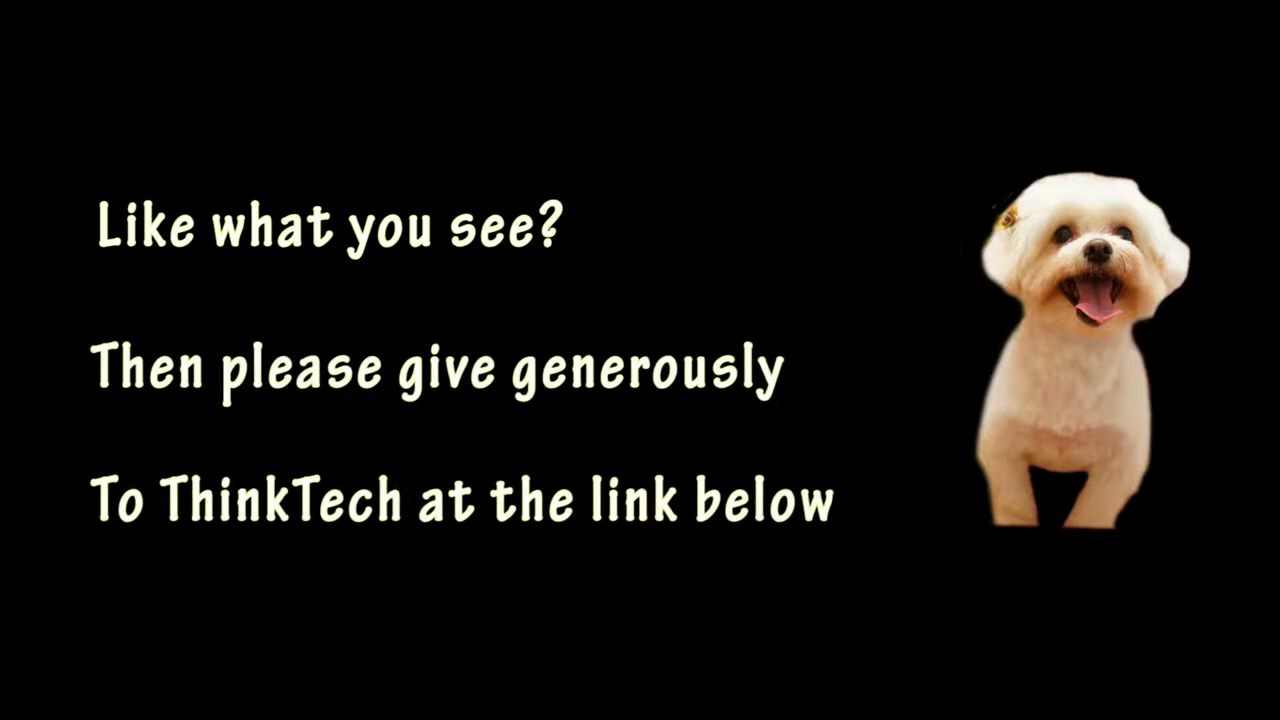 Like what you see?
Then please give generously
To ThinkTech at the link below